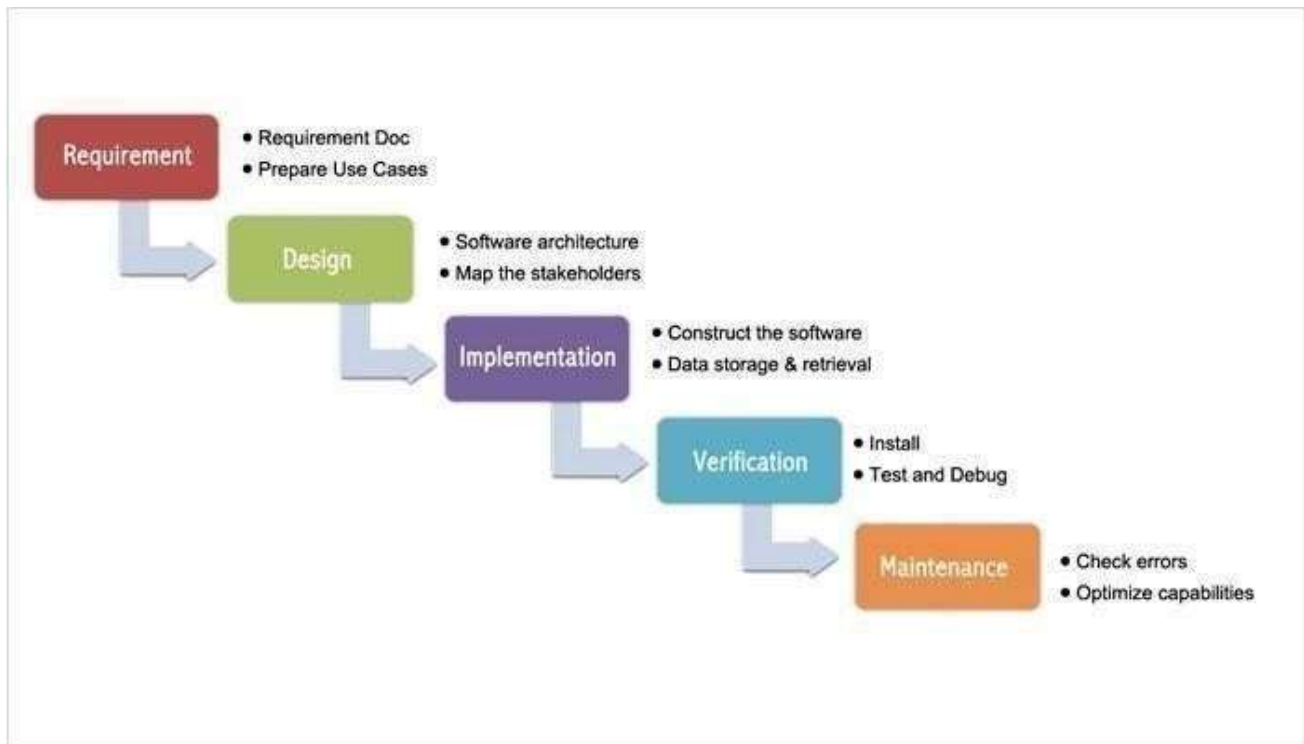 Requirement
• Requirement Doc
• Prepare Use Cases
Design
• Software architecture
• Map the stakeholders
Implementation
• Construct the software
• Data storage & retrieval
Verification
• Install
• Test and Debug
Maintenance
• Check errors
• Optimize capabilities